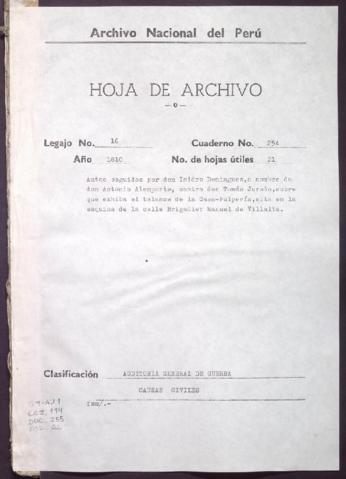 Archivo Nacional del Perú
HOJA DE ARCHIVO
—o—
Legajo No. 16 Cuaderno No. 254
Año 1810 No. de hojas útiles 21
Autos seguidos por don Isidro Dominguez, a nombre de
don Antonio contra don Tomás Jurado, sobre
que exhiba el balance de la Casa-Pulpería, sita en la
esquina de la calle Brigadier Manuel de Villalta.
Clasificación AUDITORIA GENERAL DE GUERRA
CAUSAS CIVILES